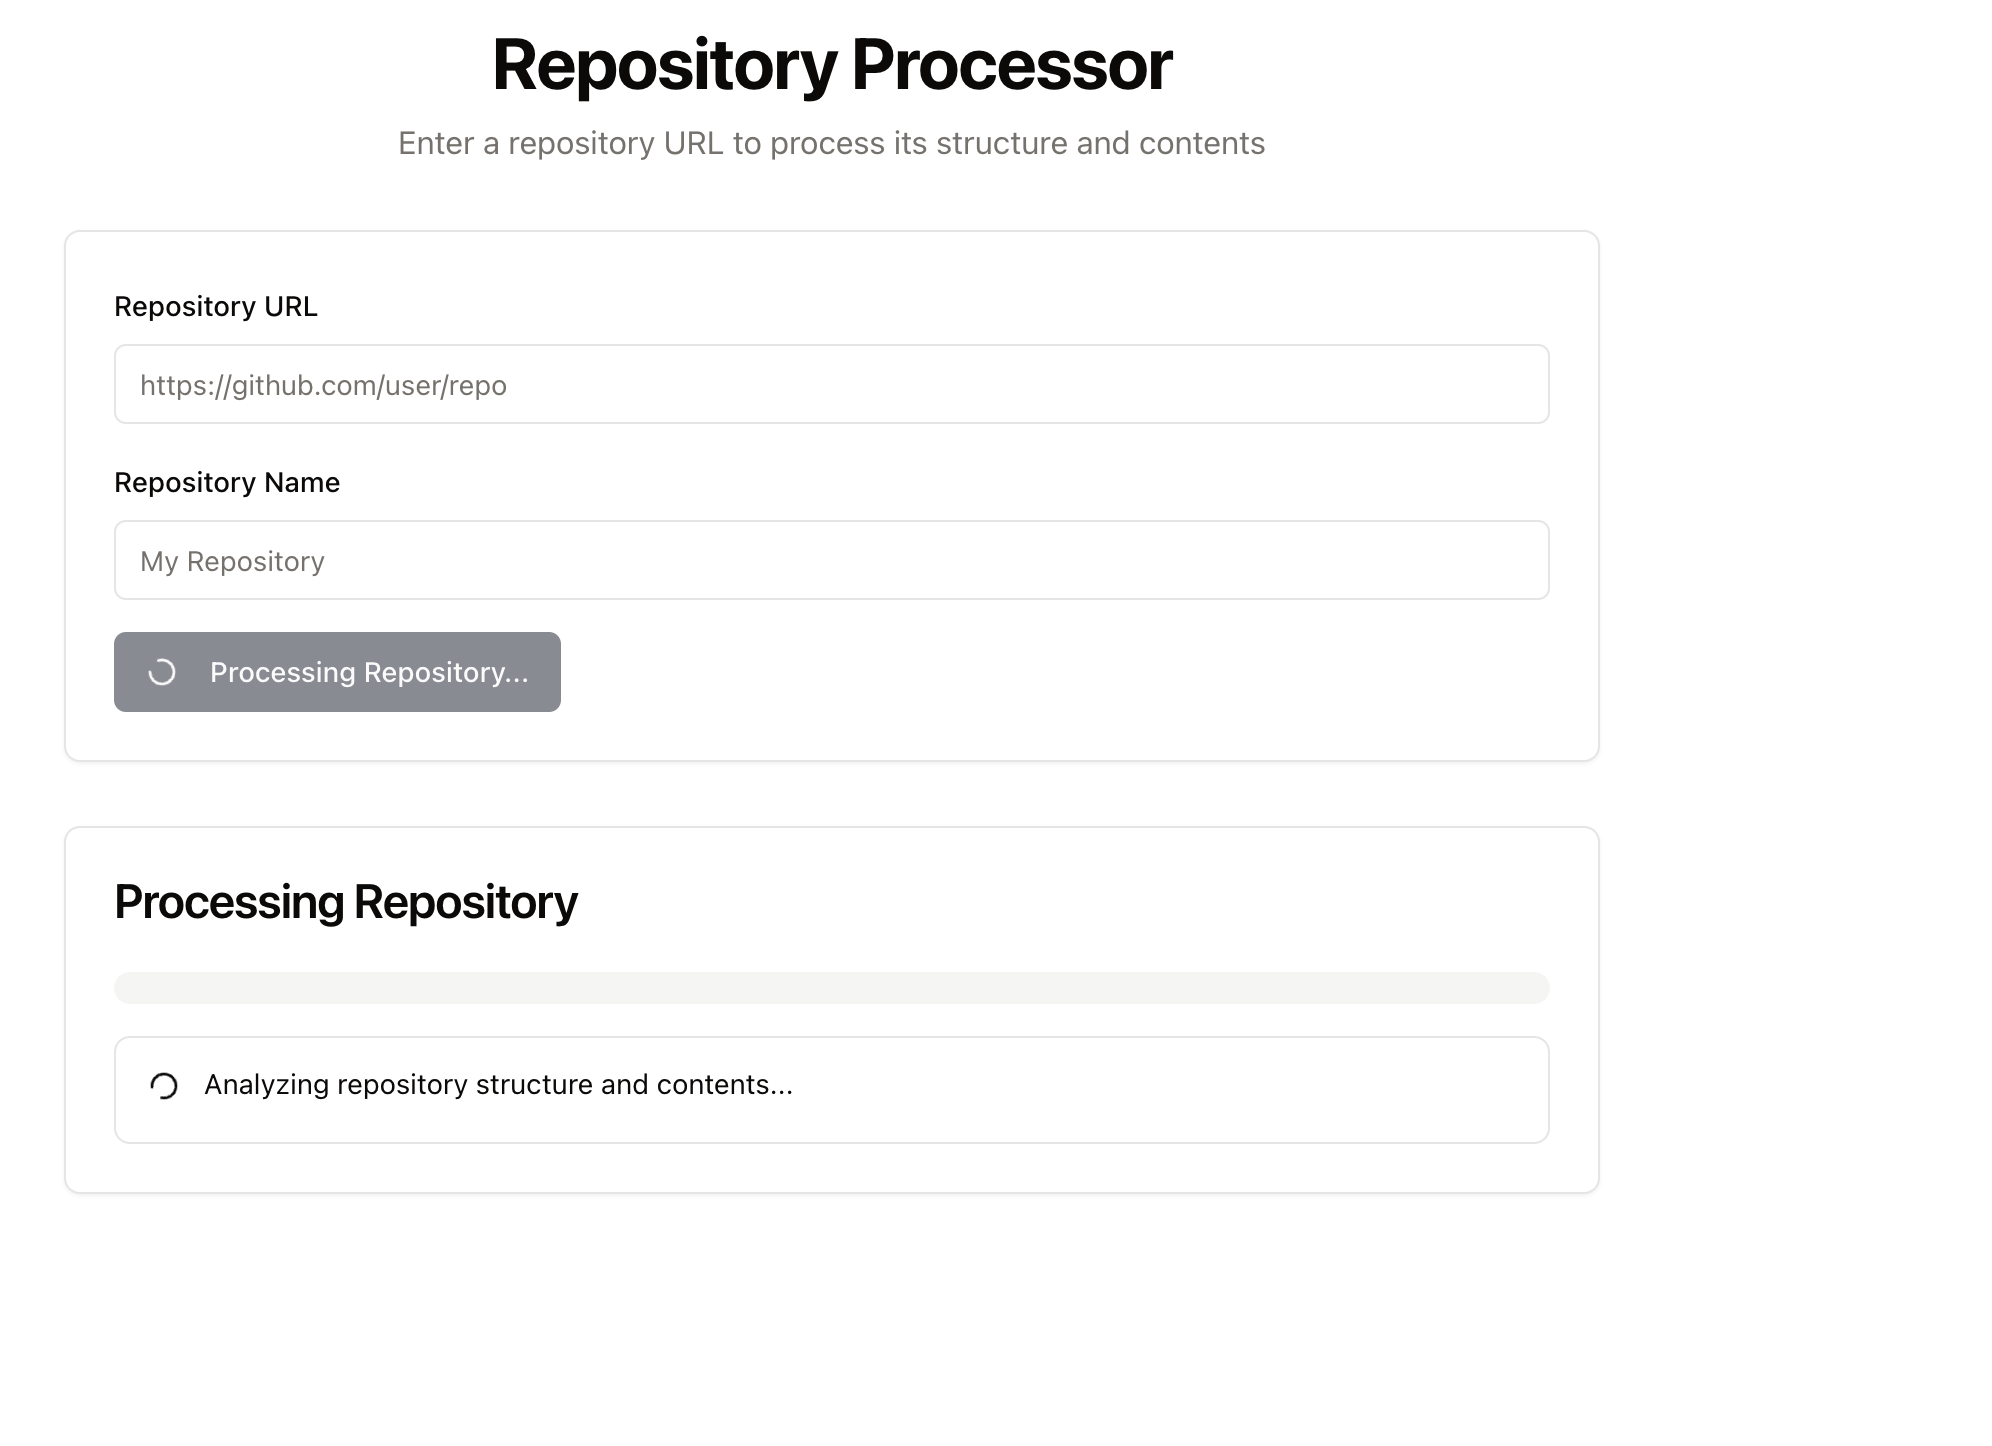 Repository Processor
Enter a repository URL to process its structure and contents
Repository URL
https://github.com/user/repo
Repository Name
My Repository
Processing Repository...
Processing Repository
Analyzing repository structure and contents...